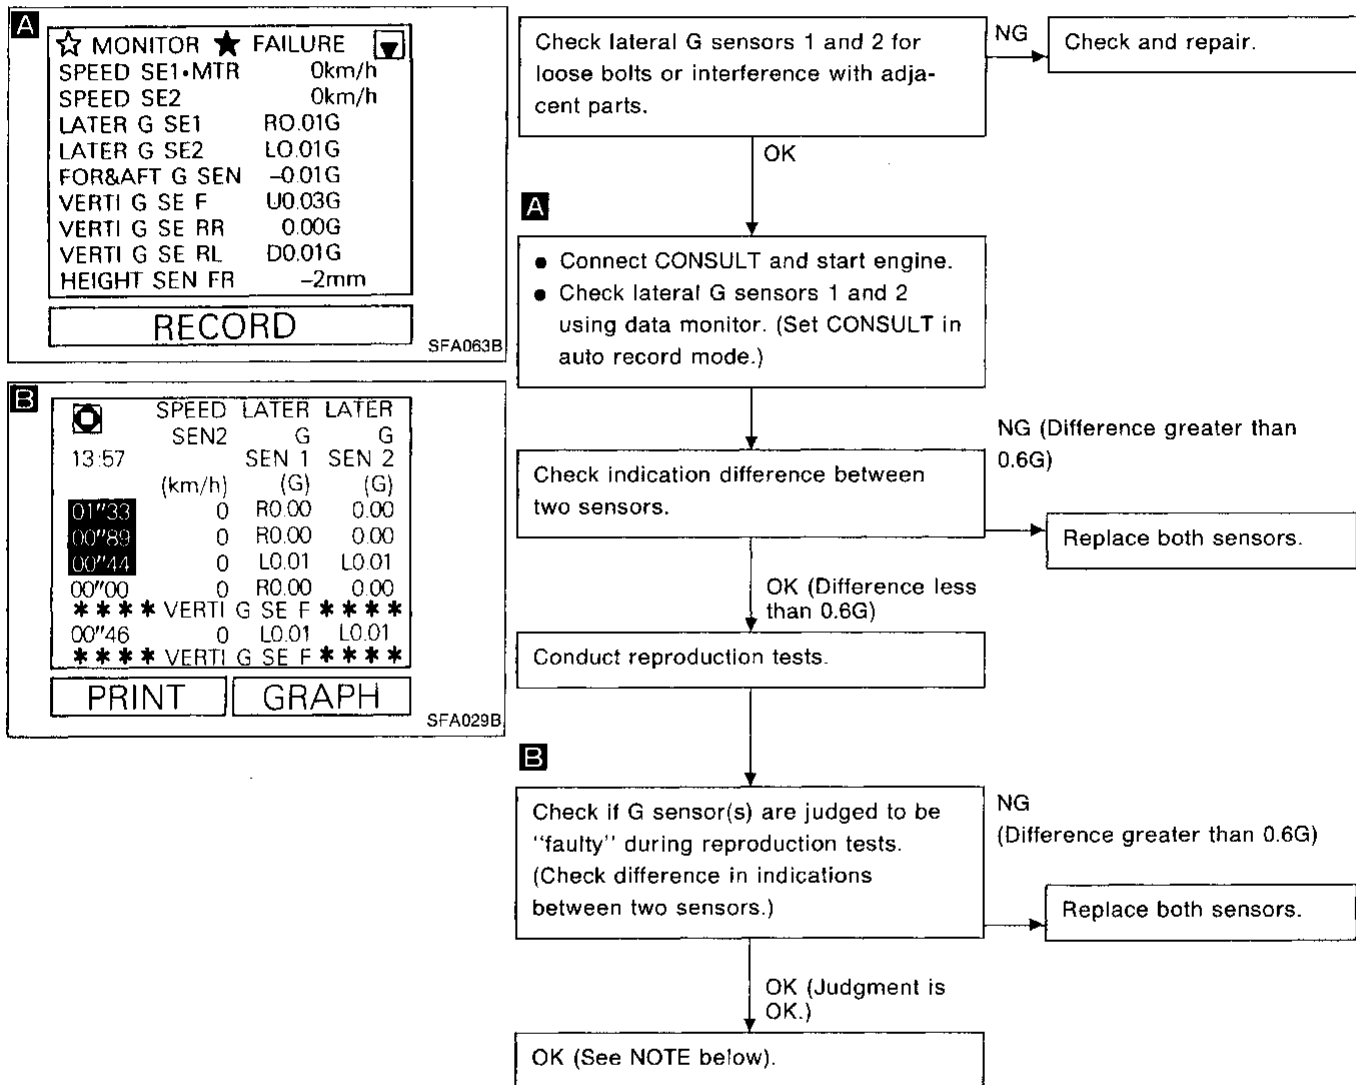 A
☆ MONITOR ★ FAILURE ▼
SPEED SE1•MTR 0km/h
SPEED SE2 0km/h
LATER G SE1 R0.01G
LATER G SE2 L0.01G
FOR&AFT G SEN -0.01G
VERTI G SE F U0.03G
VERTI G SE RR 0.00G
VERTI G SE RL D0.01G
HEIGHT SEN FR -2mm
RECORD
SFA063B
B
SPEED LATER LATER
SEN2 G G
13:57 SEN 1 SEN 2
(km/h) (G) (G)
01"33 0 R0.00 0.00
00"89 0 R0.00 0.00
00"44 0 L0.01 L0.01
00"00 0 R0.00 0.00
**** VERTI G SE F ****
00"46 0 L0.01 L0.01
**** VERTI G SE F ****
PRINT GRAPH
SFA029B
Check lateral G sensors 1 and 2 for
loose bolts or interference with adja-
cent parts.
NG
Check and repair.
OK
A
• Connect CONSULT and start engine.
• Check lateral G sensors 1 and 2
using data monitor. (Set CONSULT in
auto record mode.)
Check indication difference between
two sensors.
NG (Difference greater than
0.6G)
Replace both sensors.
OK (Difference less
than 0.6G)
Conduct reproduction tests.
B
Check if G sensor(s) are judged to be
"faulty" during reproduction tests.
(Check difference in indications
between two sensors.)
NG
(Difference greater than 0.6G)
Replace both sensors.
OK (Judgment is
OK.)
OK (See NOTE below).